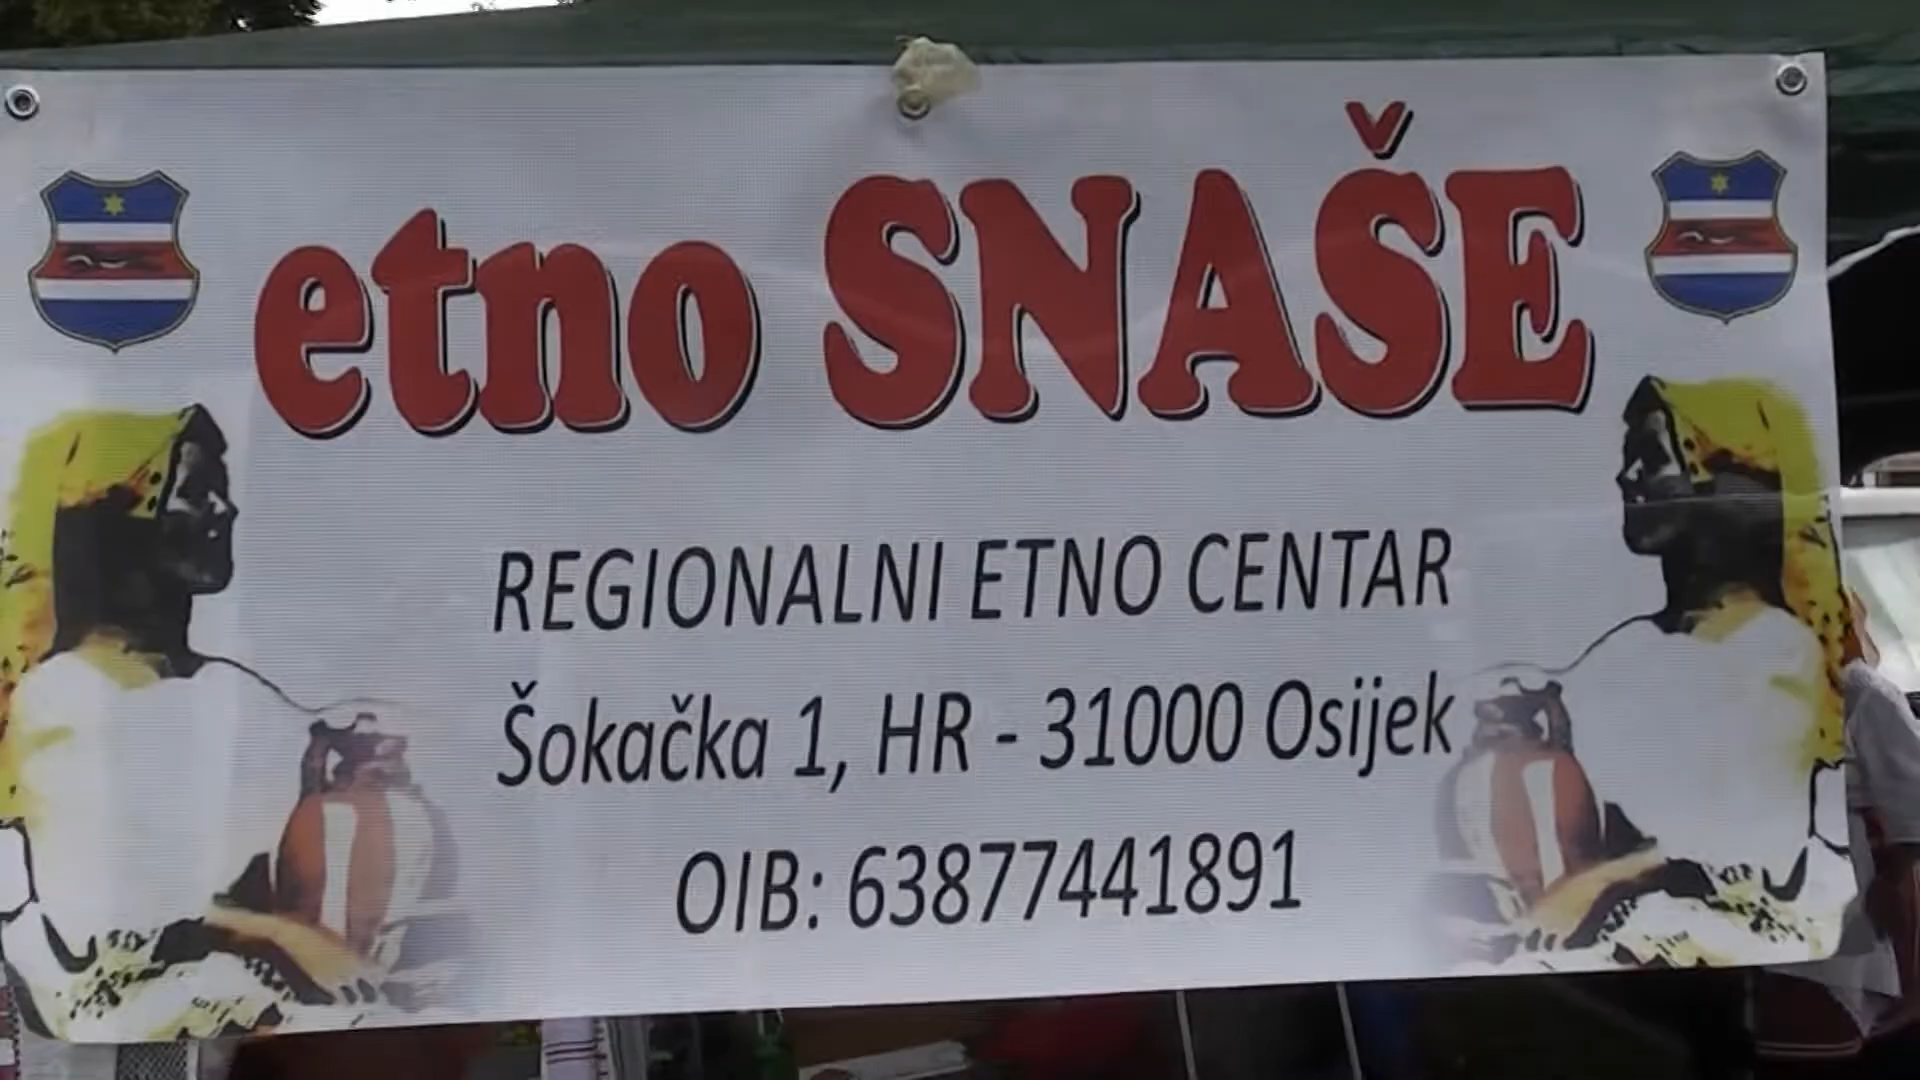 etno SNAŠE
REGIONALNI ETNO CENTAR
Šokačka 1, HR - 31000 Osijek
OIB: 63877441891